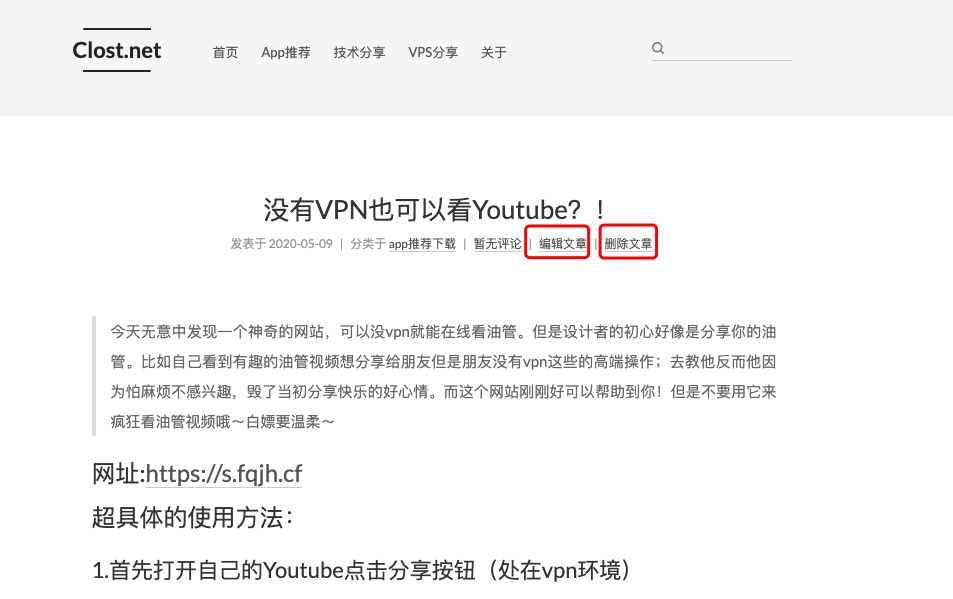 Clost.net 首页 App推荐 技术分享 VPS分享 关于
没有VPN也可以看Youtube？！
发表于 2020-05-09 | 分类于 app推荐下载 | 暂无评论 | 编辑文章 | 删除文章
今天无意中发现一个神奇的网站，可以没vpn就能在线看油管。但是设计者的初心好像是分享你的油
管。比如自己看到有趣的油管视频想分享给朋友但是朋友没有vpn这些的高端操作；去教他反而他因
为怕麻烦不感兴趣，毁了当初分享快乐的好心情。而这个网站刚刚好可以帮助到你！但是不要用它来
疯狂看油管视频哦～白嫖要温柔～
网址:https://s.fqjh.cf
超具体的使用方法：
1.首先打开自己的Youtube点击分享按钮（处在vpn环境）